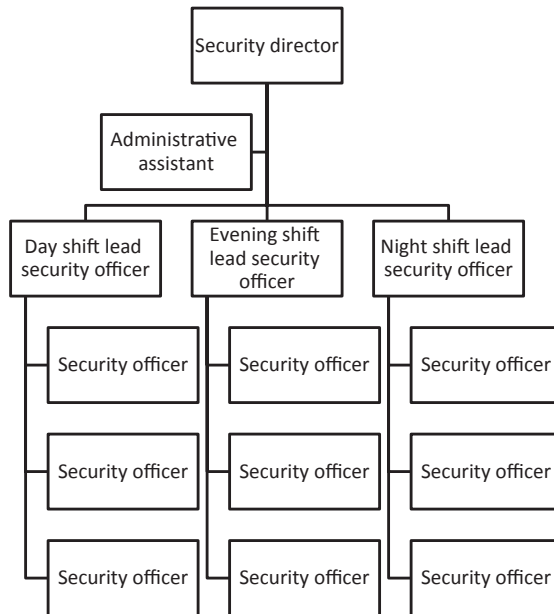 Security director
Administrative
assistant
Day shift lead
security officer
Evening shift
lead security
officer
Night shift lead
security officer
Security officer
Security officer
Security officer
Security officer
Security officer
Security officer
Security officer
Security officer
Security officer